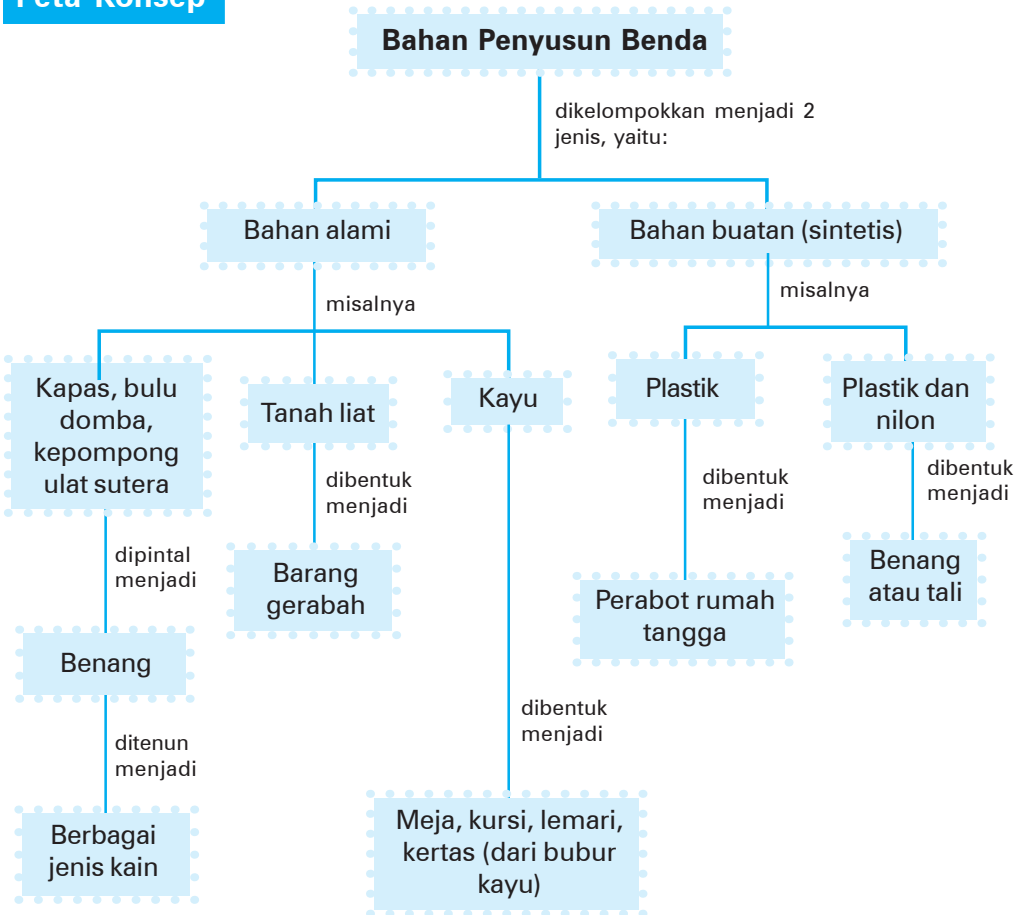 Peta Konsep
Bahan Penyusun Benda
dikelompokkan menjadi 2
jenis, yaitu:
Bahan alami
Bahan buatan (sintetis)
misalnya
misalnya
Kapas, bulu
domba,
kepompong
ulat sutera
Tanah liat
Kayu
Plastik
Plastik dan
nilon
dibentuk
menjadi
dibentuk
menjadi
dibentuk
menjadi
dipintal
menjadi
Barang
gerabah
Perabot rumah
tangga
Benang
atau tali
Benang
dibentuk
menjadi
ditenun
menjadi
Berbagai
jenis kain
Meja, kursi, lemari,
kertas (dari bubur
kayu)